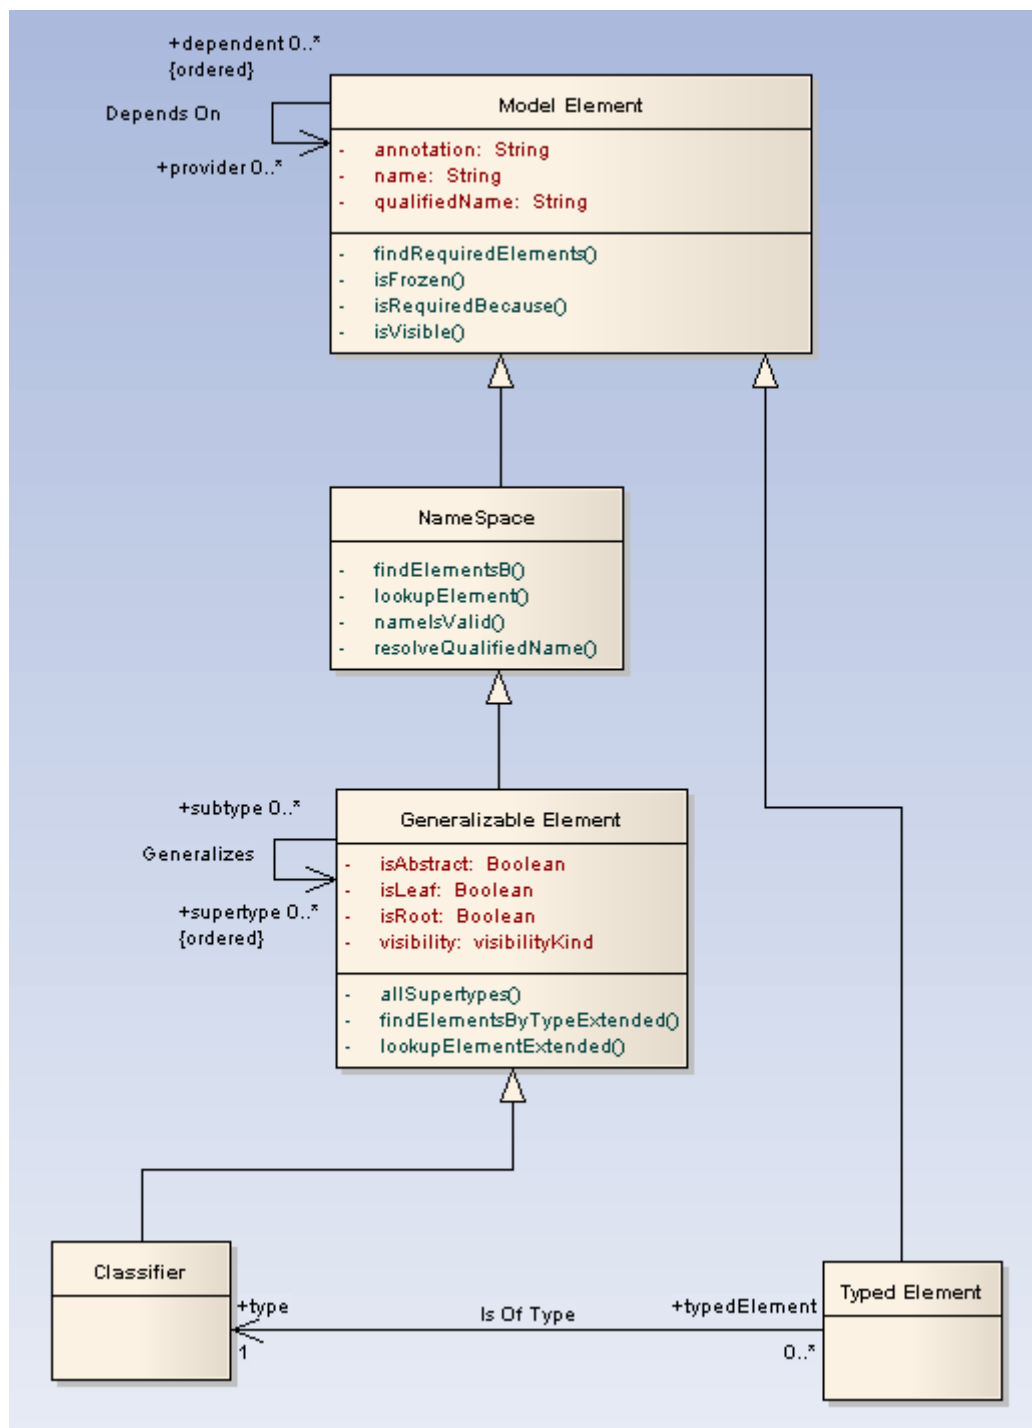 +dependent 0..*
{ordered}
Depends On
+provider 0..*
Model Element
- annotation: String
- name: String
- qualifiedName: String
- findRequiredElements()
- isFrozen()
- isRequiredBecause()
- isVisible()
NameSpace
- findElementsB()
- lookupElement()
- nameIsValid()
- resolveQualifiedName()
+subtype 0..*
Generalizes
+supertype 0..*
{ordered}
Generalizable Element
- isAbstract: Boolean
- isLeaf: Boolean
- isRoot: Boolean
- visibility: visibilityKind
- allSupertypes()
- findElementsByTypeExtended()
- lookupElementExtended()
Classifier
+type
1
Is Of Type
+typedElement
0..*
Typed Element